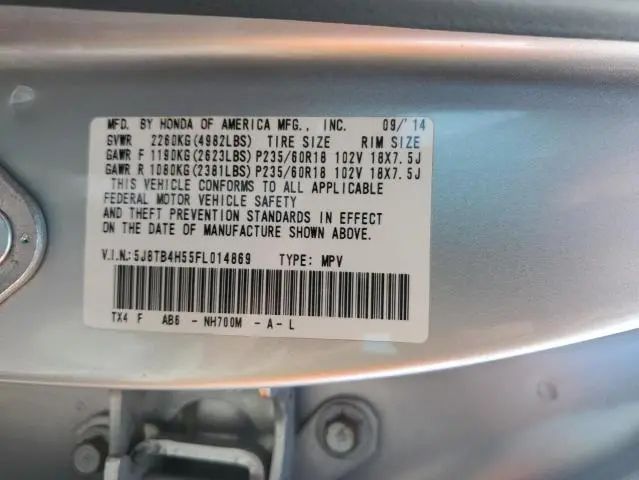 MFD. BY HONDA OF AMERICA MFG., INC. 09/'14
GVWR 2260KG(4982LBS) TIRE SIZE RIM SIZE
GAWR F 1190KG(2623LBS) P235/60R18 102V 18X7.5J
GAWR R 1080KG(2381LBS) P235/60R18 102V 18X7.5J
THIS VEHICLE CONFORMS TO ALL APPLICABLE
FEDERAL MOTOR VEHICLE SAFETY
AND THEFT PREVENTION STANDARDS IN EFFECT
ON THE DATE OF MANUFACTURE SHOWN ABOVE.
V.I.N.: 5J8TB4H55FL014869 TYPE: MPV
TX4 F AB6 - NH700M - A - L